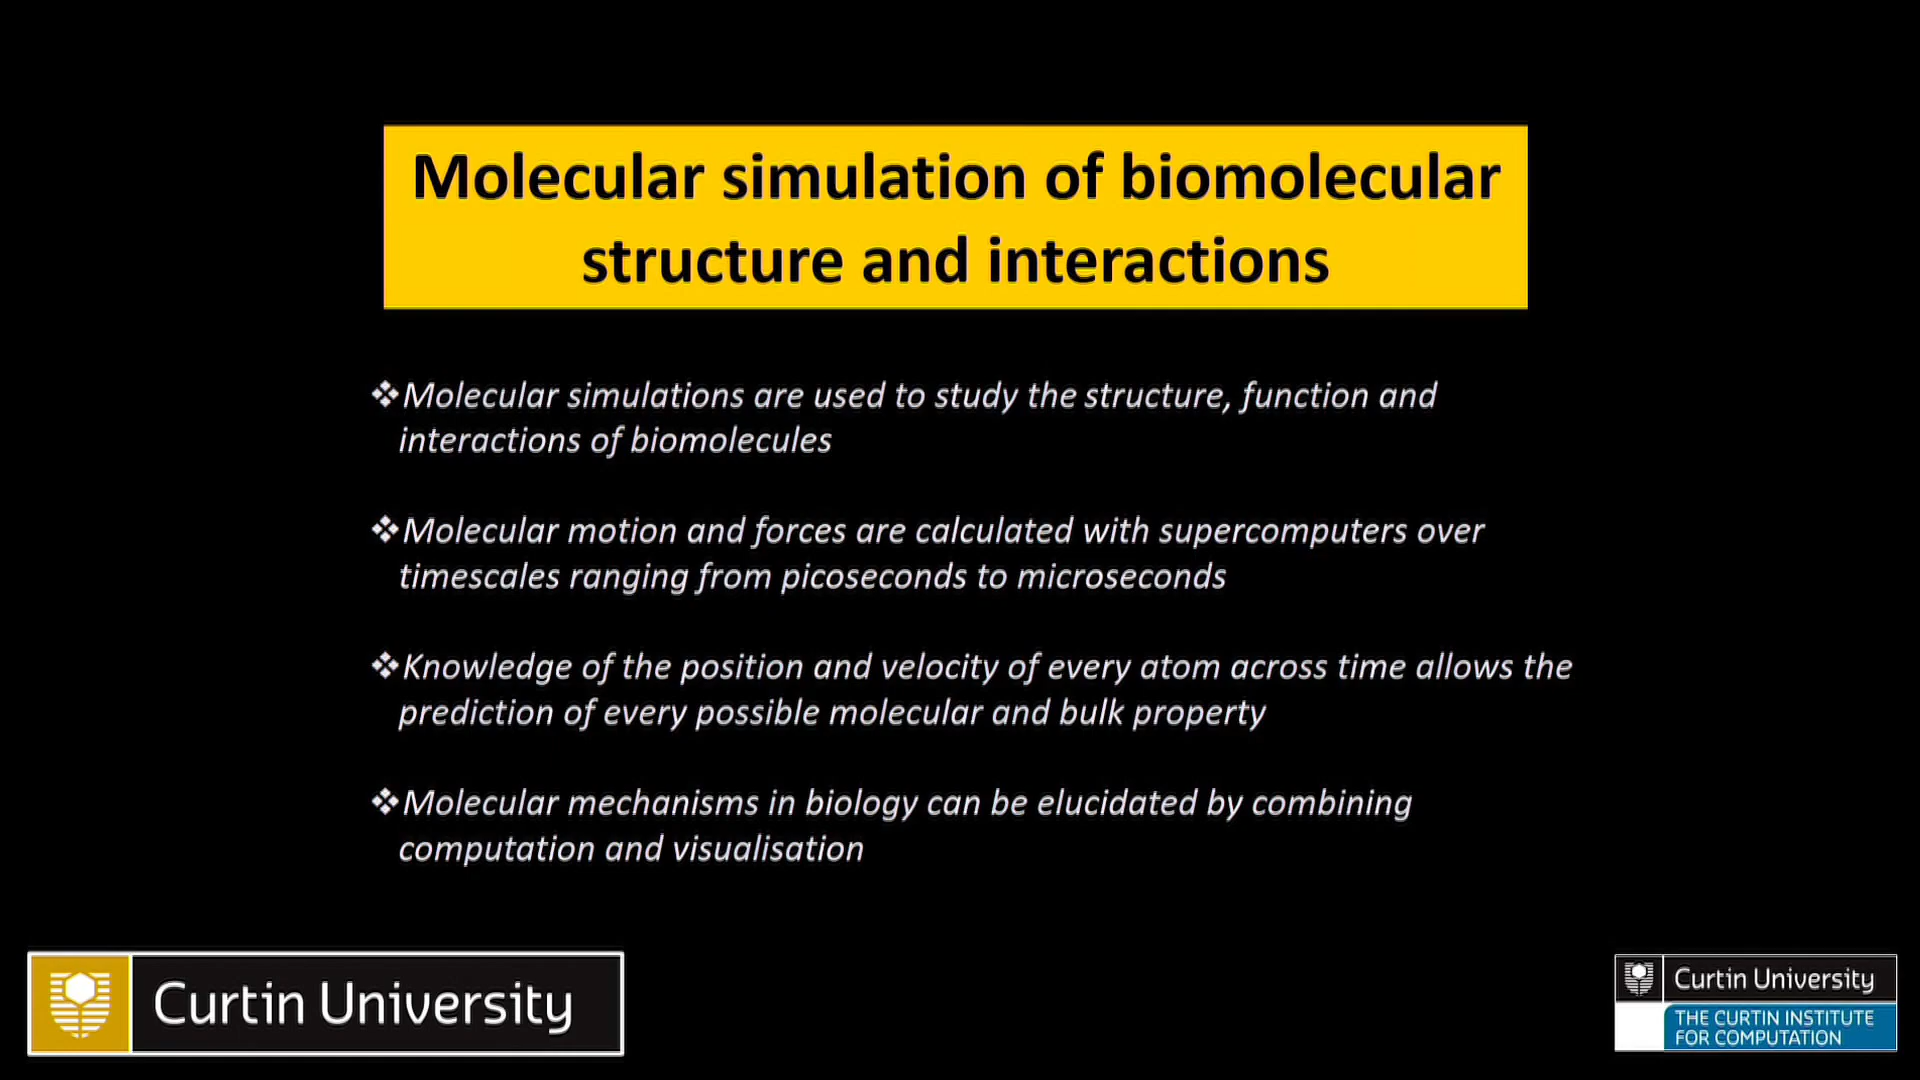 Molecular simulation of biomolecular
structure and interactions
❖Molecular simulations are used to study the structure, function and
interactions of biomolecules
❖Molecular motion and forces are calculated with supercomputers over
timescales ranging from picoseconds to microseconds
❖Knowledge of the position and velocity of every atom across time allows the
prediction of every possible molecular and bulk property
❖Molecular mechanisms in biology can be elucidated by combining
computation and visualisation
Curtin University
Curtin University
THE CURTIN INSTITUTE
FOR COMPUTATION